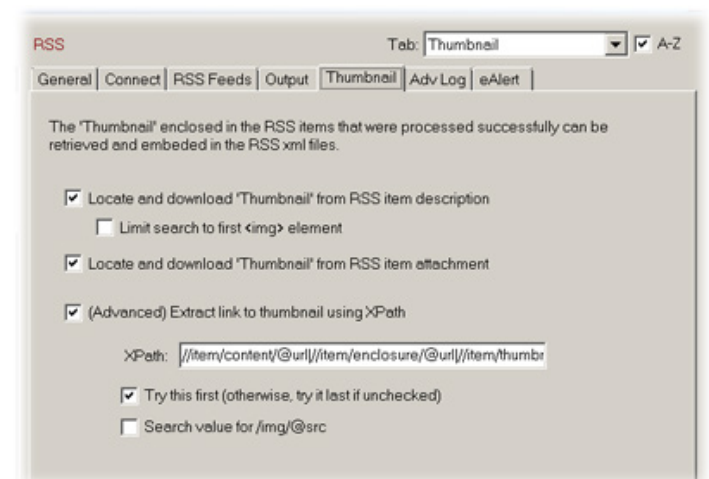 RSS Tab: Thumbnail A-Z
General Connect RSS Feeds Output Thumbnail Adv Log eAlert
The 'Thumbnail' enclosed in the RSS items that were processed successfully can be
retrieved and embeded in the RSS xml files.
Locate and download 'Thumbnail' from RSS item description
Limit search to first <img> element
Locate and download 'Thumbnail' from RSS item attachment
(Advanced) Extract link to thumbnail using XPath
XPath: //item/content/@url|//item/enclosure/@url|//item/thumbr
Try this first (otherwise, try it last if unchecked)
Search value for /img/@src